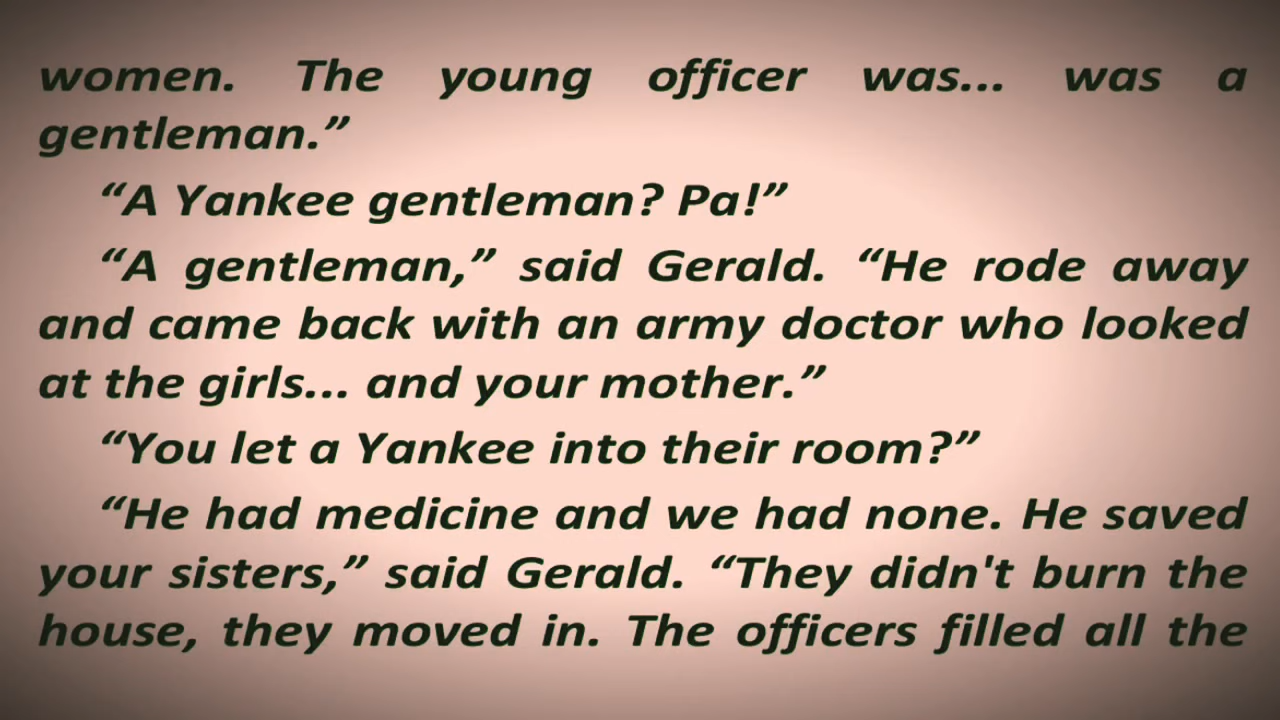 women. The young officer was... was a
gentleman.”
“A Yankee gentleman? Pa!”
“A gentleman,” said Gerald. “He rode away
and came back with an army doctor who looked
at the girls... and your mother.”
“You let a Yankee into their room?”
“He had medicine and we had none. He saved
your sisters,” said Gerald. “They didn't burn the
house, they moved in. The officers filled all the